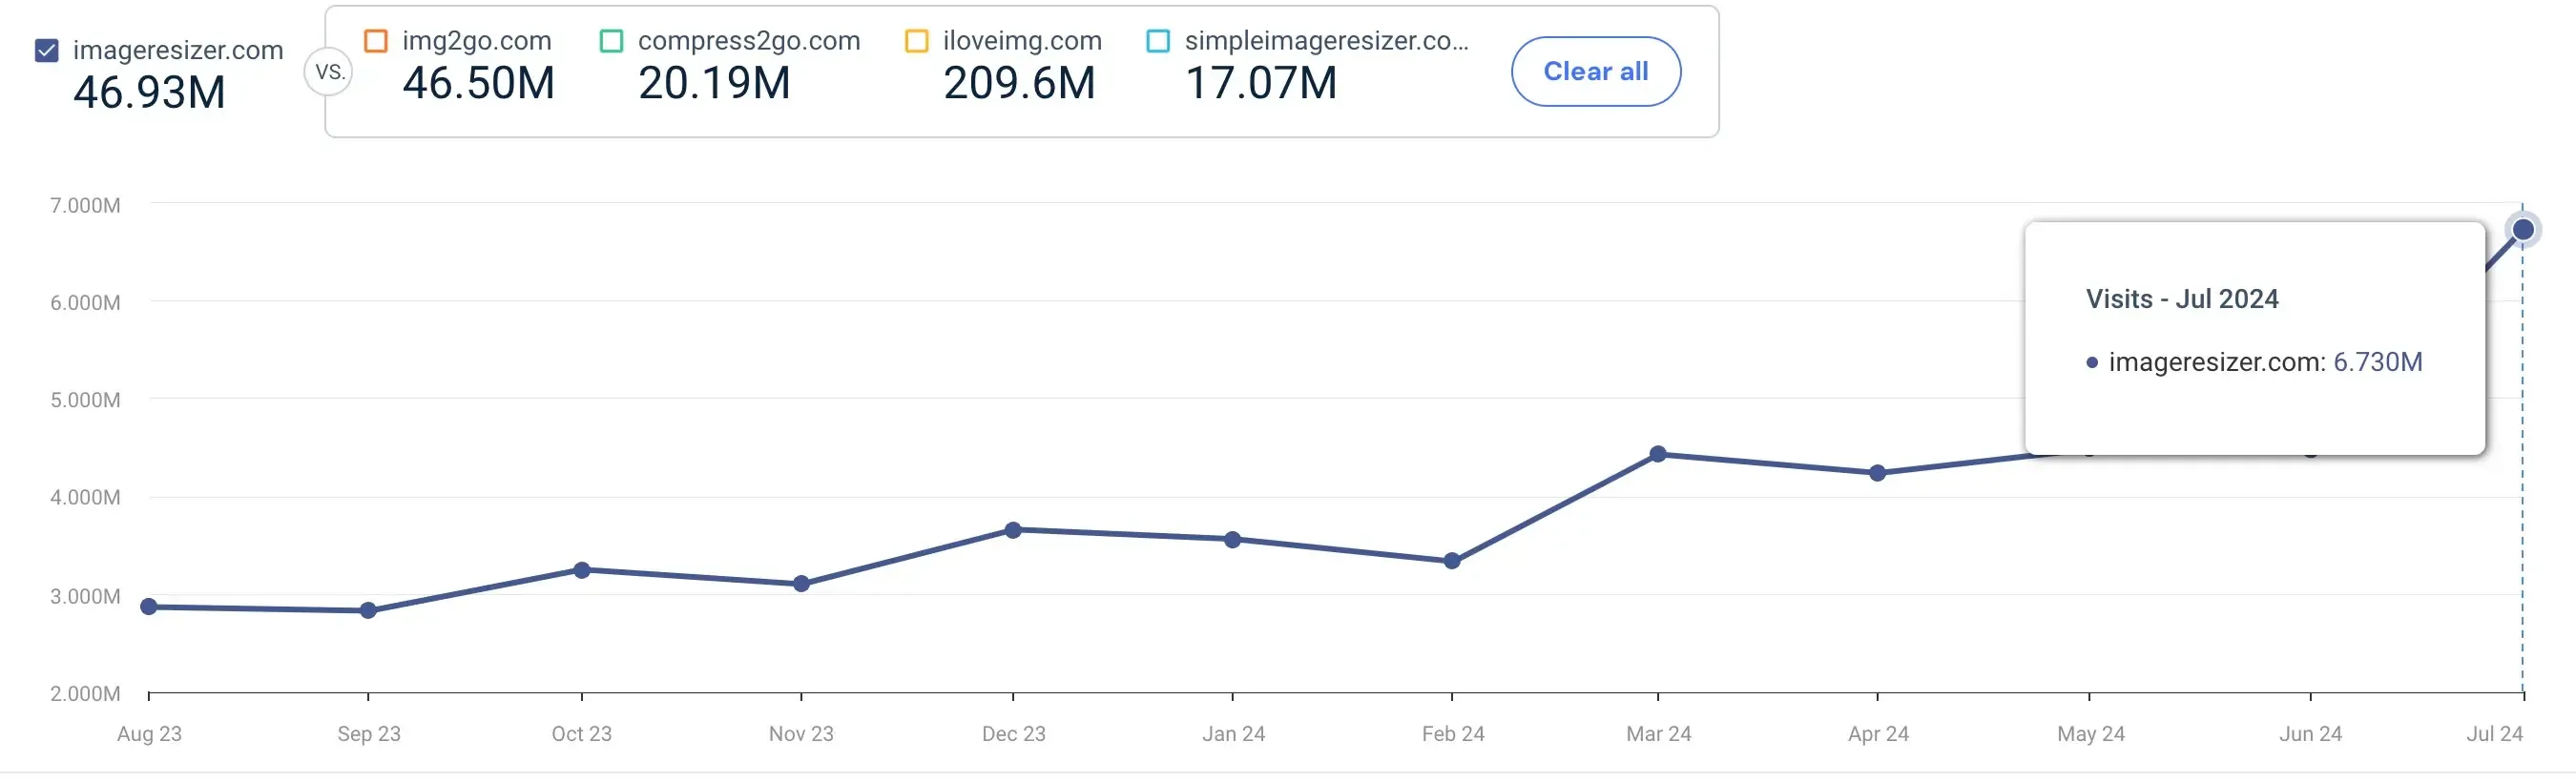 imageresizer.com
46.93M
VS.
img2go.com
46.50M
compress2go.com
20.19M
iloveimg.com
209.6M
simpleimageresizer.co...
17.07M
Clear all
7.000M
6.000M
5.000M
4.000M
3.000M
2.000M
Visits - Jul 2024
imageresizer.com: 6.730M
Aug 23
Sep 23
Oct 23
Nov 23
Dec 23
Jan 24
Feb 24
Mar 24
Apr 24
May 24
Jun 24
Jul 24